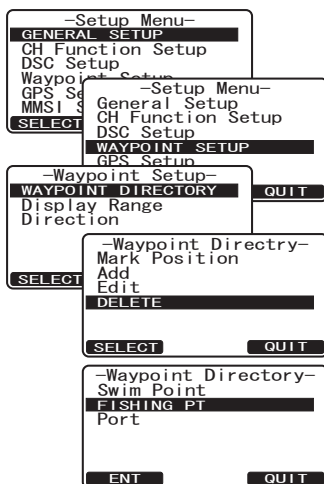 –Setup Menu–
GENERAL SETUP
CH Function Setup
DSC Setup
Waypoint Setup
GPS Se
MMSI S
SELECT
–Setup Menu–
General Setup
CH Function Setup
DSC Setup
WAYPOINT SETUP
GPS Setup
QUIT
–Waypoint Setup–
WAYPOINT DIRECTORY
Display Range
Direction
SELECT
–Waypoint Directry–
Mark Position
Add
Edit
DELETE
SELECT QUIT
–Waypoint Directory–
Swim Point
FISHING PT
Port
ENT QUIT